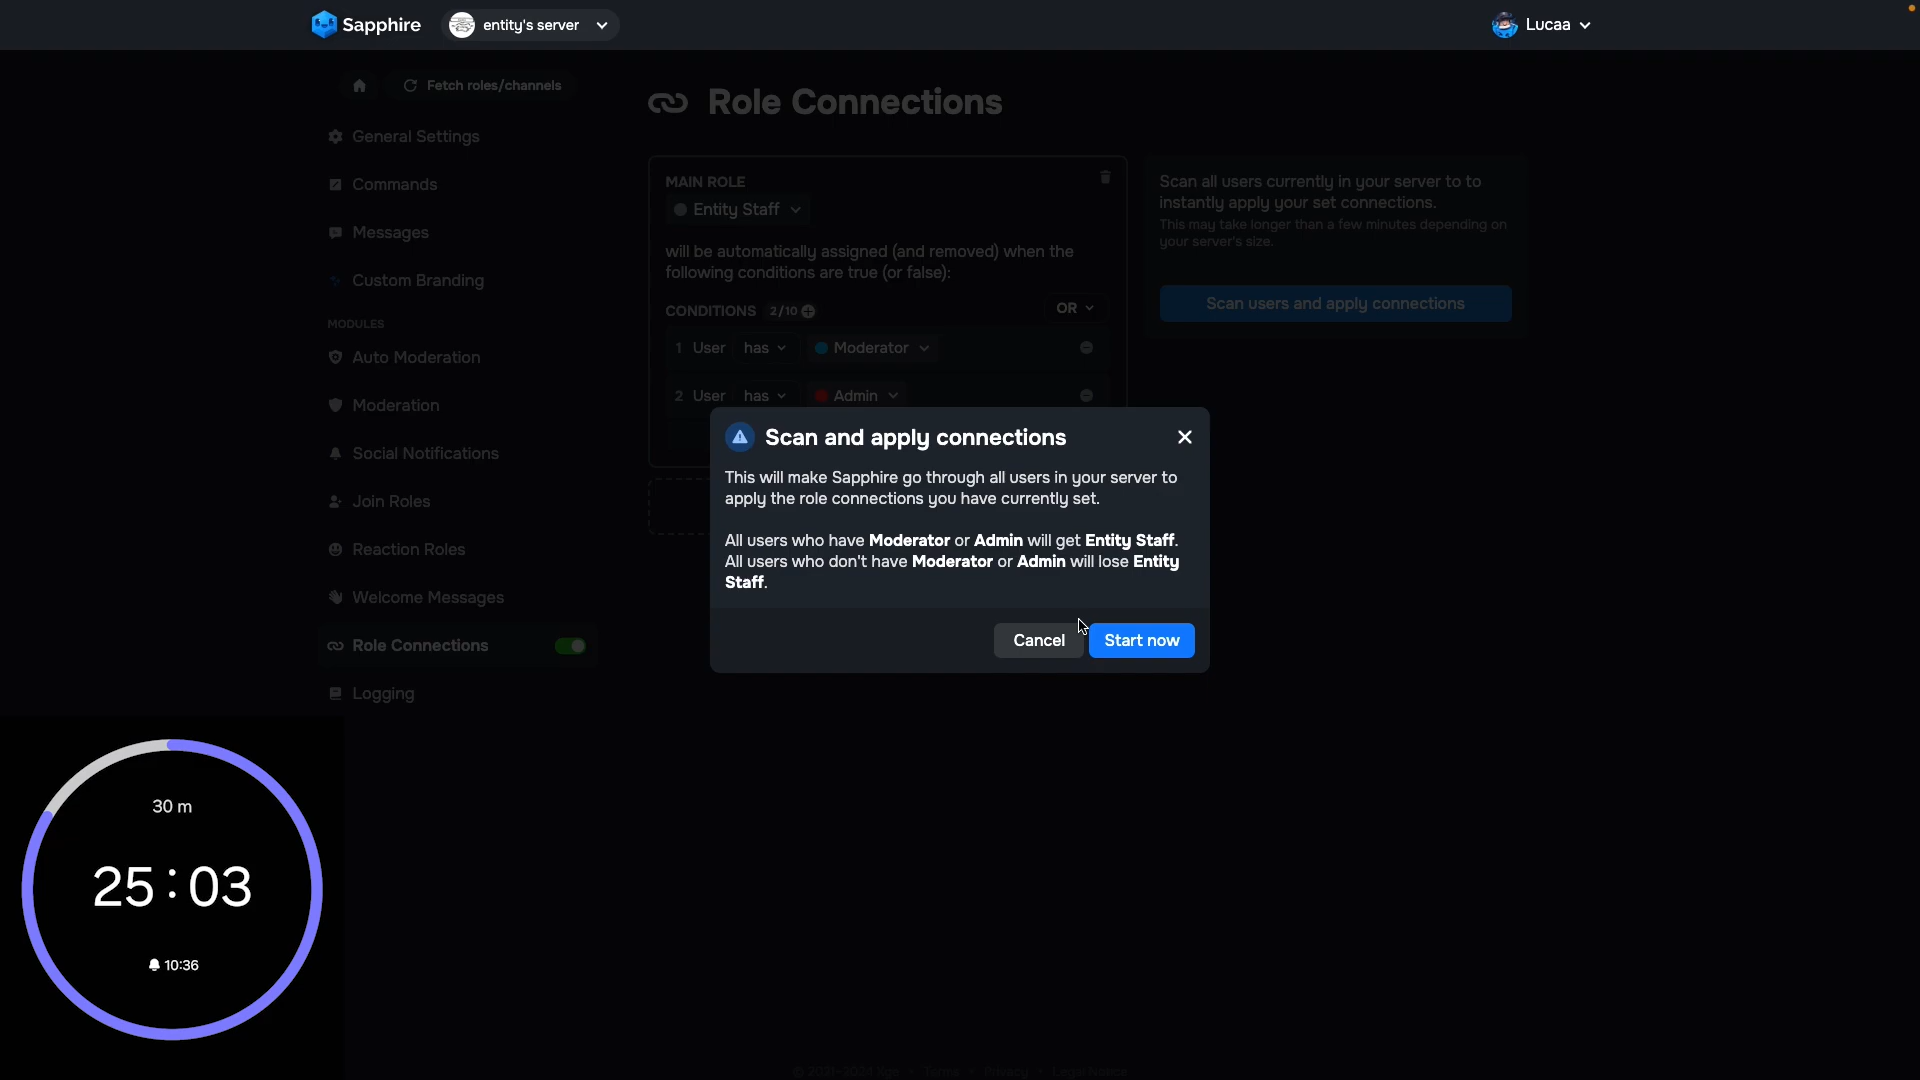 Sapphire
entity's server
Lucaa
Fetch roles/channels
General Settings
Commands
Messages
Custom Branding
MODULES
Auto Moderation
Moderation
Social Notifications
Join Roles
Reaction Roles
Welcome Messages
Role Connections
Logging
Role Connections
MAIN ROLE
Entity Staff
will be automatically assigned (and removed) when the
following conditions are true (or false):
CONDITIONS 2/10
OR
1 User has Moderator
2 User has Admin
Scan all users currently in your server to to
instantly apply your set connections.
This may take longer than a few minutes depending on
your server's size.
Scan users and apply connections
Scan and apply connections
This will make Sapphire go through all users in your server to
apply the role connections you have currently set.
All users who have Moderator or Admin will get Entity Staff.
All users who don't have Moderator or Admin will lose Entity
Staff.
Cancel
Start now
30 m
25:03
10:36
© 2021-2024 Xge • Terms • Privacy • Legal Notice